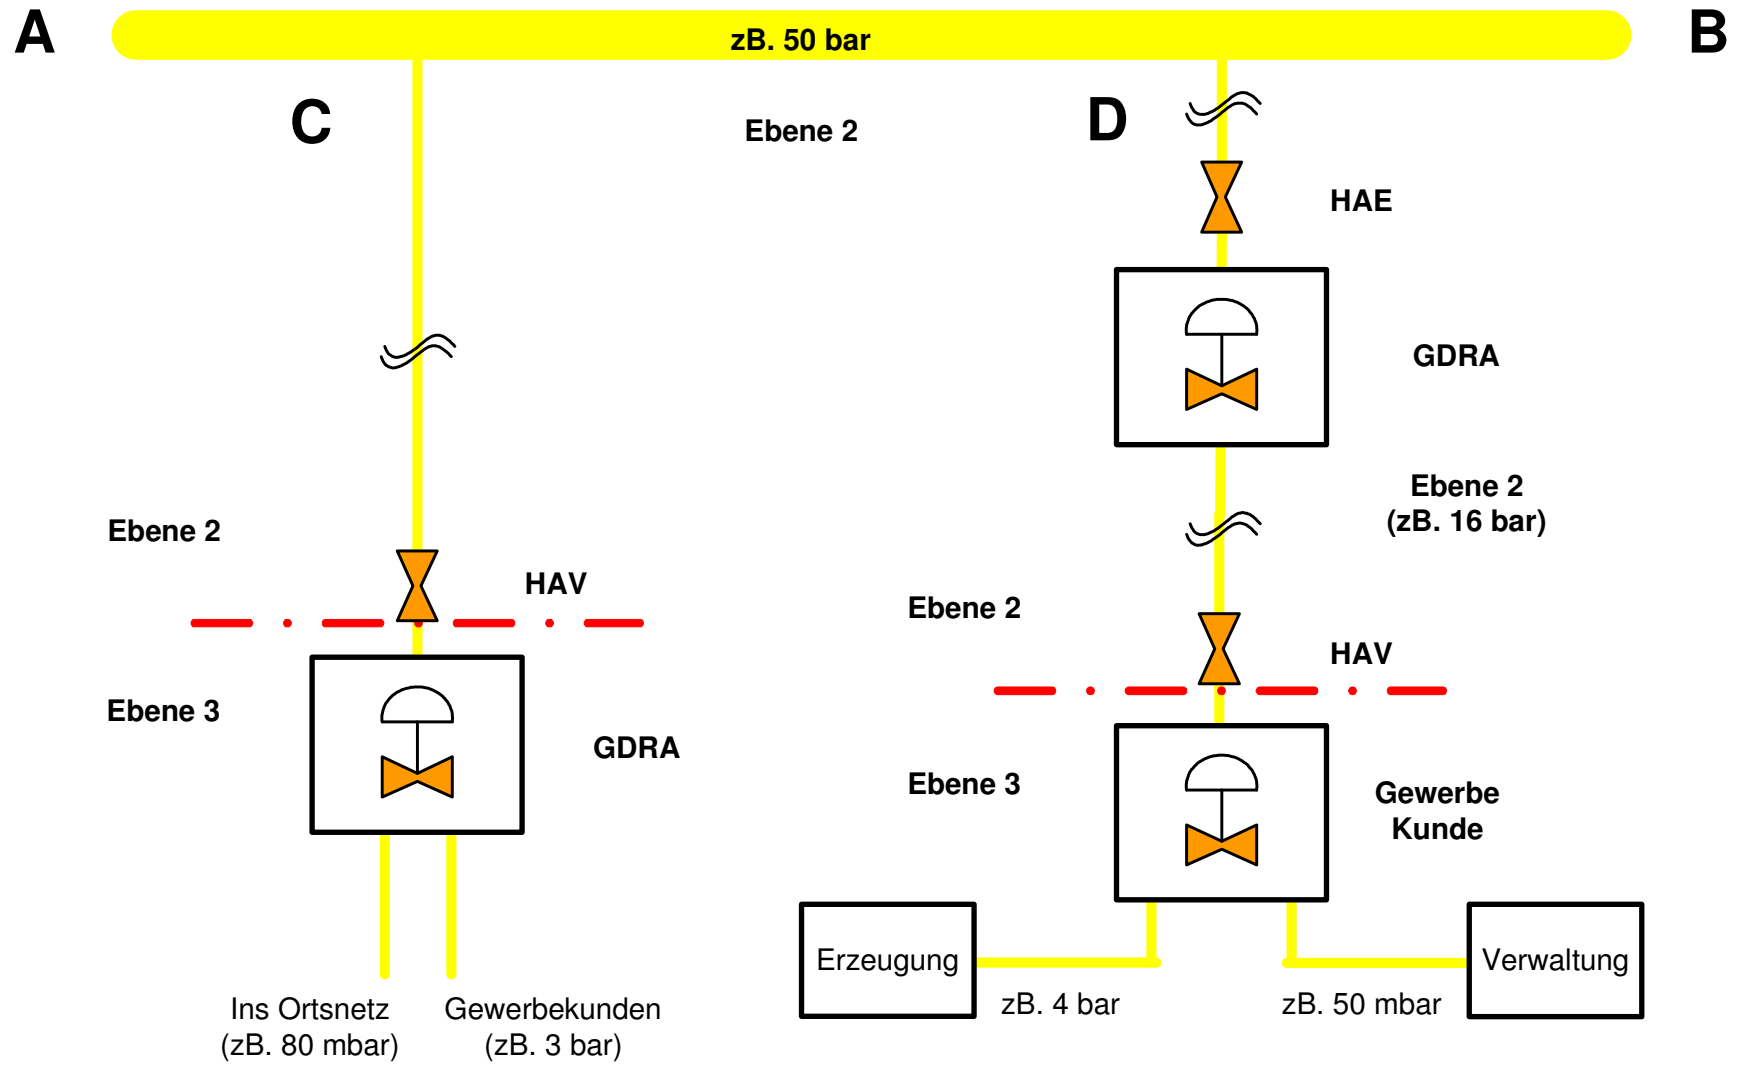 A
zB. 50 bar
B
C
Ebene 2
D
HAE
GDRA
Ebene 2
(zB. 16 bar)
Ebene 2
HAV
Ebene 3
GDRA
Ebene 2
HAV
Ebene 3
Gewerbe
Kunde
Erzeugung
Verwaltung
zB. 4 bar
zB. 50 mbar
Ins Ortsnetz
(zB. 80 mbar)
Gewerbekunden
(zB. 3 bar)